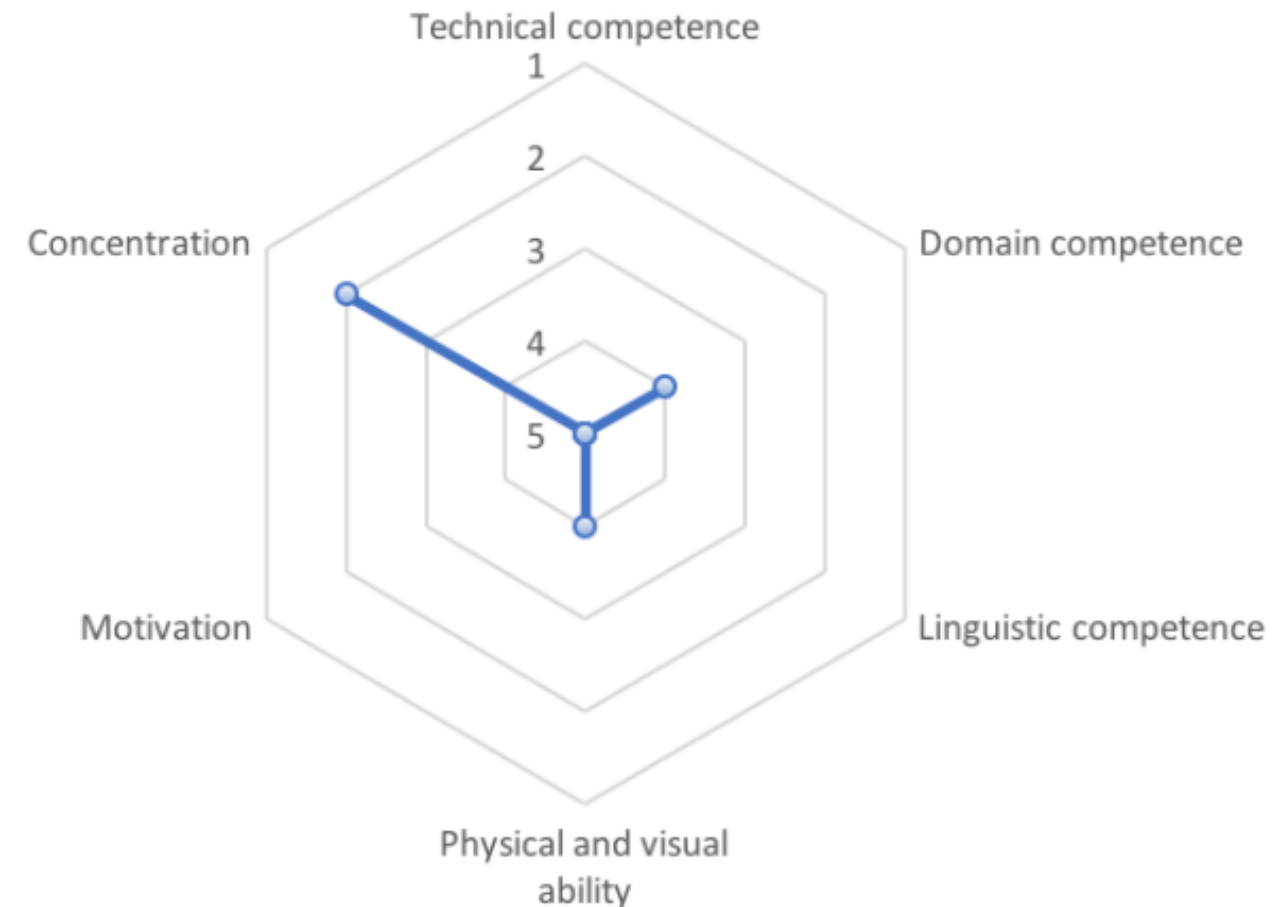 Technical competence
1
2
3
4
5
Concentration
Domain competence
Motivation
Linguistic competence
Physical and visual
ability